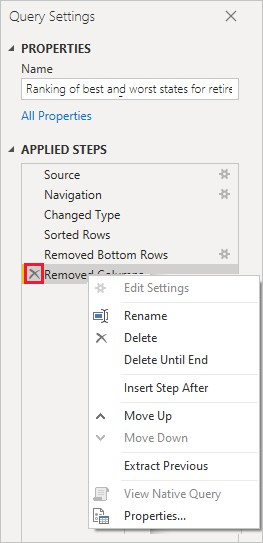 Query Settings
PROPERTIES
Name
Ranking of best and worst states for retire
All Properties
APPLIED STEPS
Source
Navigation
Changed Type
Sorted Rows
Removed Bottom Rows
Removed Columns
Edit Settings
Rename
Delete
Delete Until End
Insert Step After
Move Up
Move Down
Extract Previous
View Native Query
Properties...